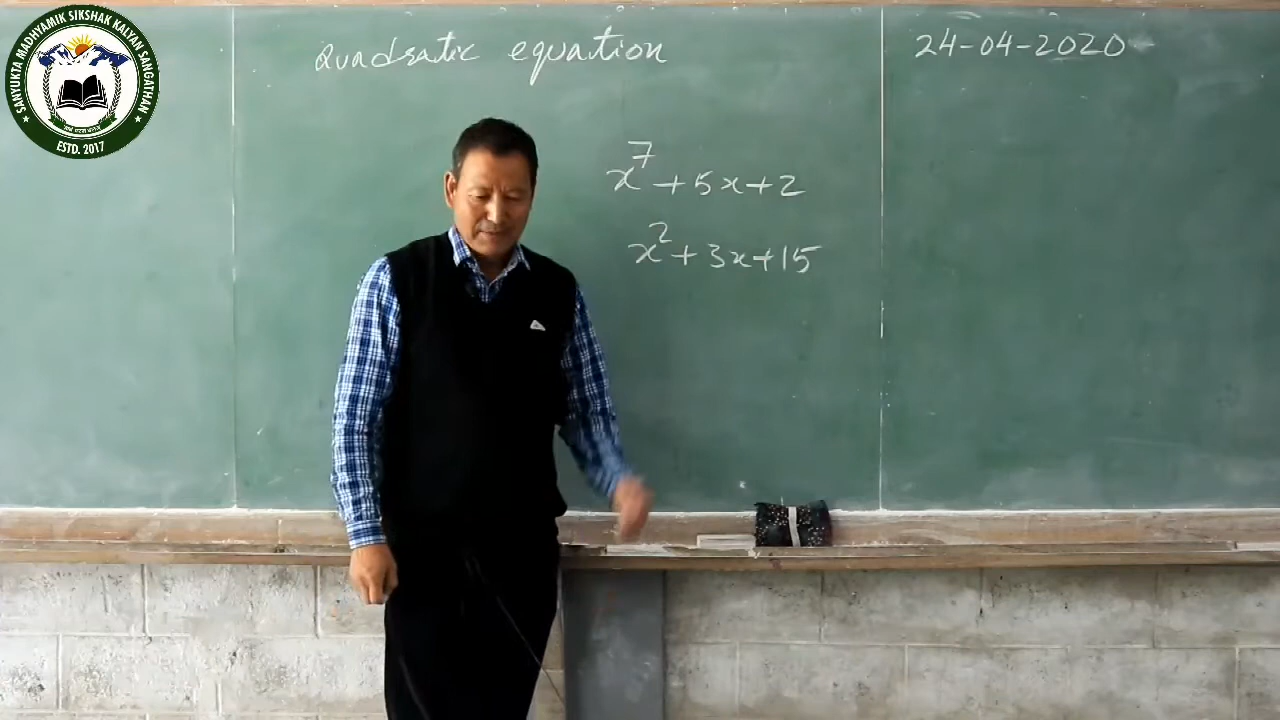 SANYUKTA MADHYAMIK SIKSHAK KALYAN SANGATHAN
ESTD. 2017
Quadratic equation
24-04-2020
x⁷+5x+2
x²+3x+15